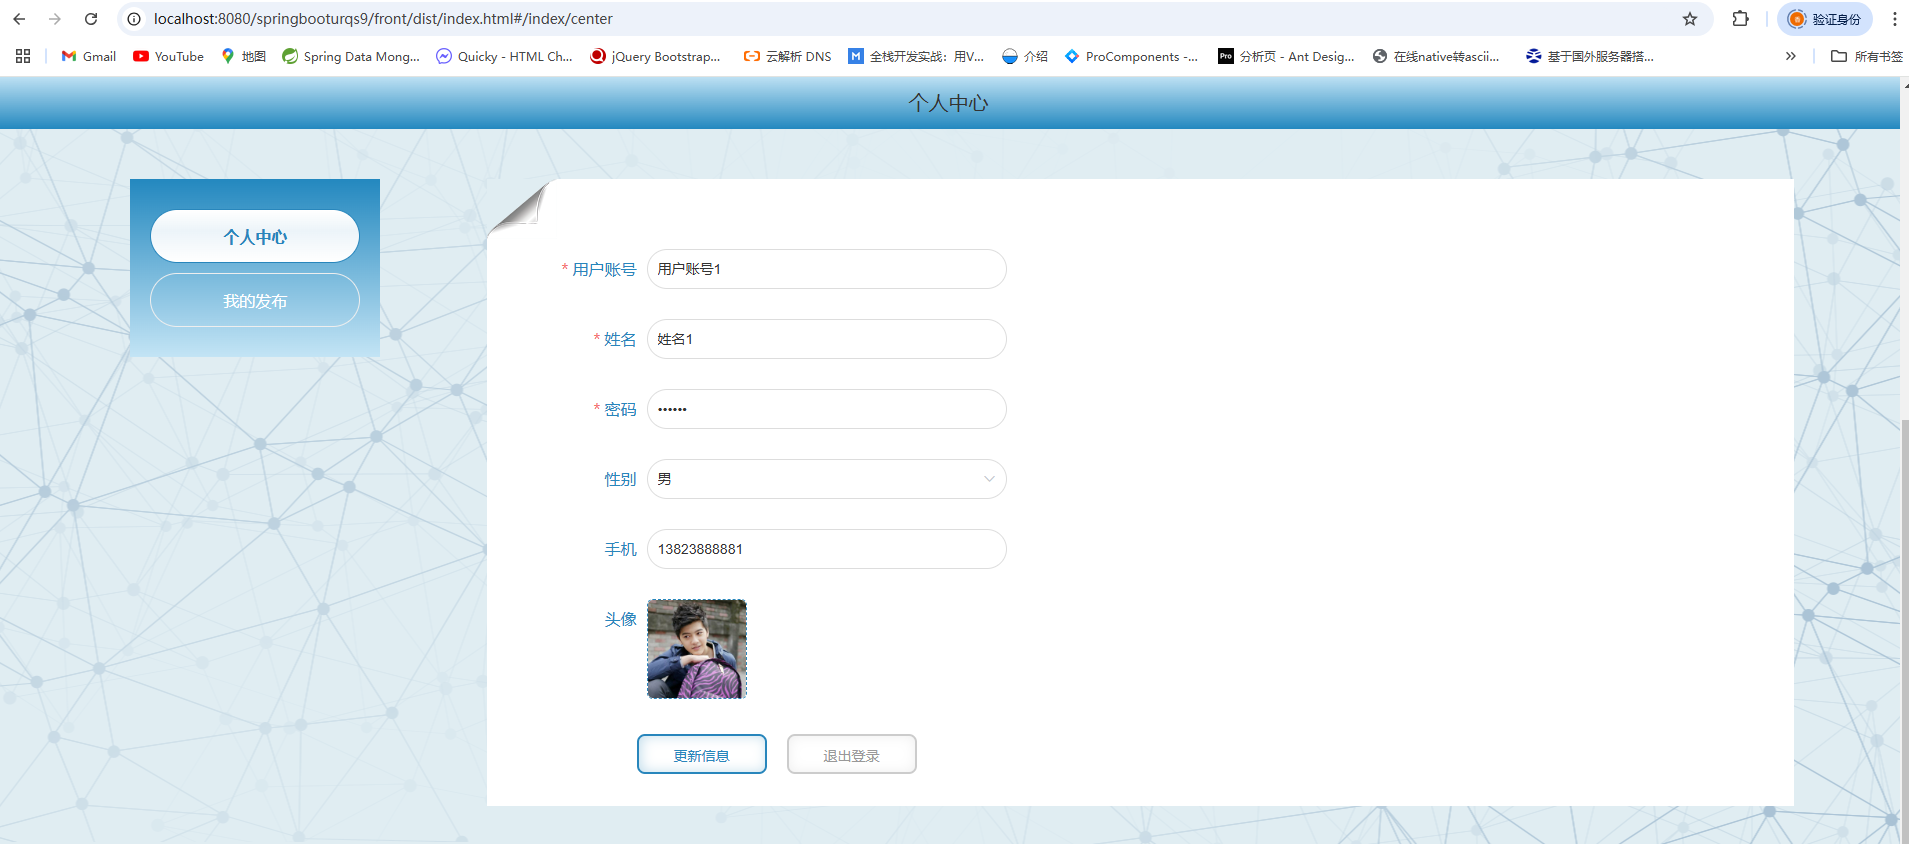 localhost:8080/springbooturqs9/front/dist/index.html#/index/center
验证身份
Gmail
YouTube
地图
Spring Data Mong...
Quicky - HTML Ch...
jQuery Bootstrap...
云解析 DNS
M 全栈开发实战：用V...
介绍
ProComponents -...
Pro 分析页 - Ant Desig...
在线native转ascii...
基于国外服务器搭...
»
所有书签
个人中心
个人中心
我的发布
* 用户账号 用户账号1
* 姓名 姓名1
* 密码 ••••••
性别 男
手机 13823888881
头像
更新信息
退出登录